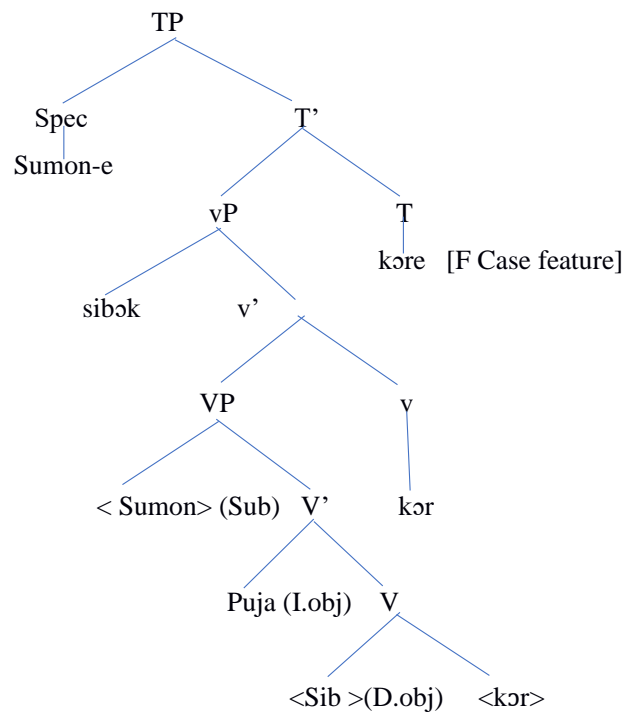 TP
Spec T’
Sumon-e
vP T
kɔre [F Case feature]
sibɔk v’
VP v
< Sumon> (Sub) V’ kɔr
Puja (I.obj) V
<Sib >(D.obj) <kɔr>